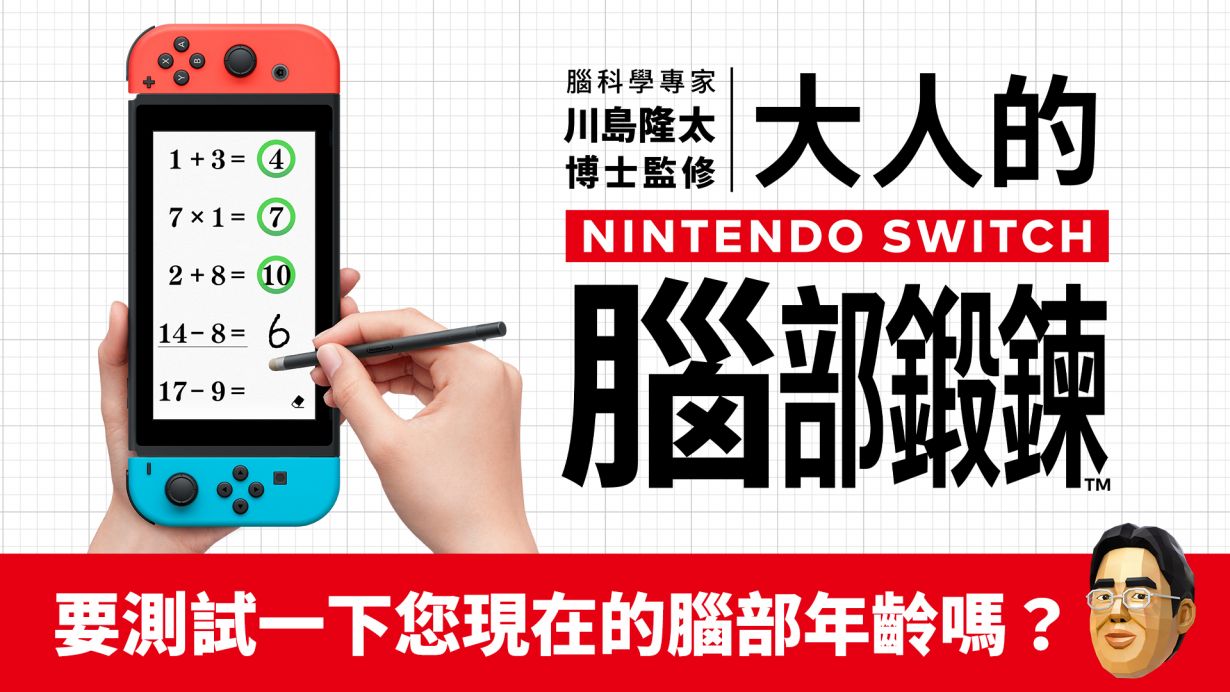 1 + 3 = 4
7 × 1 = 7
2 + 8 = 10
14 − 8 = 6
17 − 9 =
A
X
B
Y
腦科學專家
川島隆太
博士監修
大人的
NINTENDO SWITCH
腦部鍛鍊™
要測試一下您現在的腦部年齡嗎？